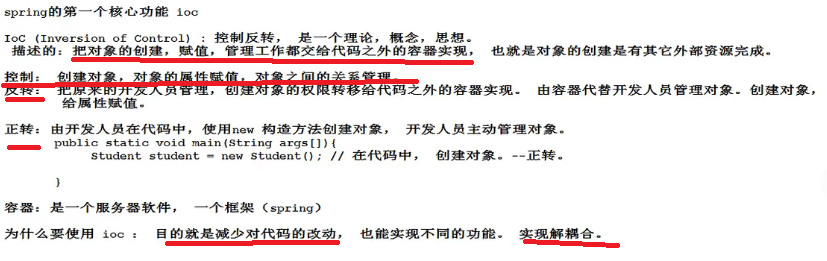 spring的第一个核心功能 ioc
IoC (Inversion of Control) : 控制反转, 是一个理论，概念，思想。
描述的：把对象的创建，赋值，管理工作都交给代码之外的容器实现， 也就是对象的创建是有其它外部资源完成。
控制： 创建对象，对象的属性赋值，对象之间的关系管理。
反转： 把原来的开发人员管理，创建对象的权限转移给代码之外的容器实现。 由容器代替开发人员管理对象。创建对象，
给属性赋值。
正转：由开发人员在代码中，使用new 构造方法创建对象， 开发人员主动管理对象。
public static void main(String args[]){
Student student = new Student(); // 在代码中， 创建对象。--正转。
}
容器：是一个服务器软件， 一个框架（spring）
为什么要使用 ioc ： 目的就是减少对代码的改动， 也能实现不同的功能。 实现解耦合。